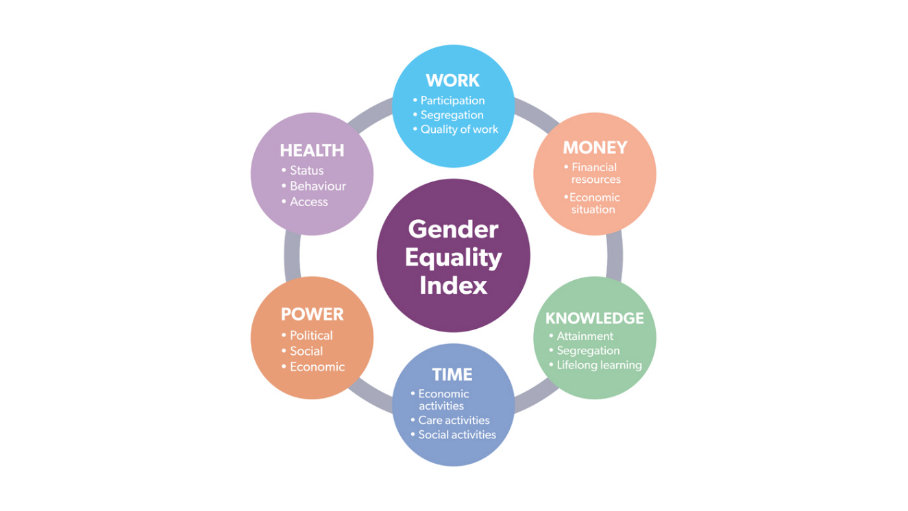 WORK
• Participation
• Segregation
• Quality of work
MONEY
• Financial
resources
•Economic
situation
KNOWLEDGE
• Attainment
• Segregation
• Lifelong learning
TIME
• Economic
activities
• Care activities
• Social activities
POWER
• Political
• Social
• Economic
HEALTH
• Status
• Behaviour
• Access
Gender
Equality
Index